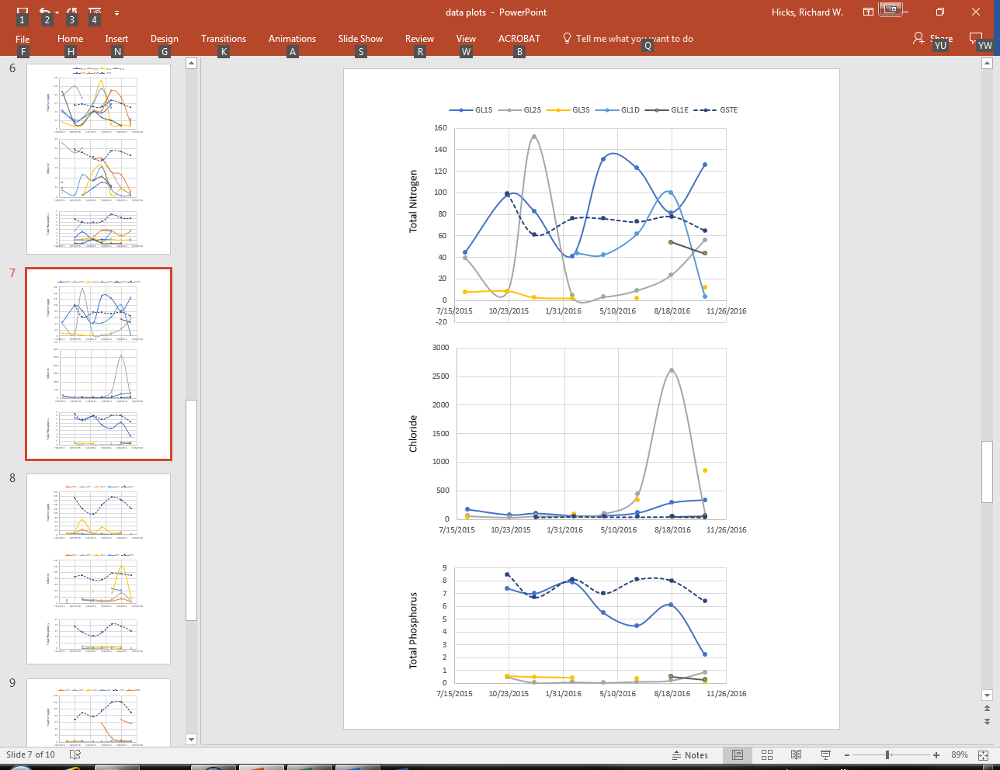 data plots - PowerPoint
Hicks, Richard W.
1 2 3 4
File Home Insert Design Transitions Animations Slide Show Review View ACROBAT Tell me what you want to do Share
F H N G K A S R W B Q YU YW
6
7
8
9
GL1S GL2S GL3S GL1D GL1E GSTE
Total Nitrogen
160
140
120
100
80
60
40
20
0
-20
7/15/2015 10/23/2015 1/31/2016 5/10/2016 8/18/2016 11/26/2016
Chloride
3000
2500
2000
1500
1000
500
0
7/15/2015 10/23/2015 1/31/2016 5/10/2016 8/18/2016 11/26/2016
Total Phosphorus
9
8
7
6
5
4
3
2
1
0
7/15/2015 10/23/2015 1/31/2016 5/10/2016 8/18/2016 11/26/2016
Slide 7 of 10
Notes
89%